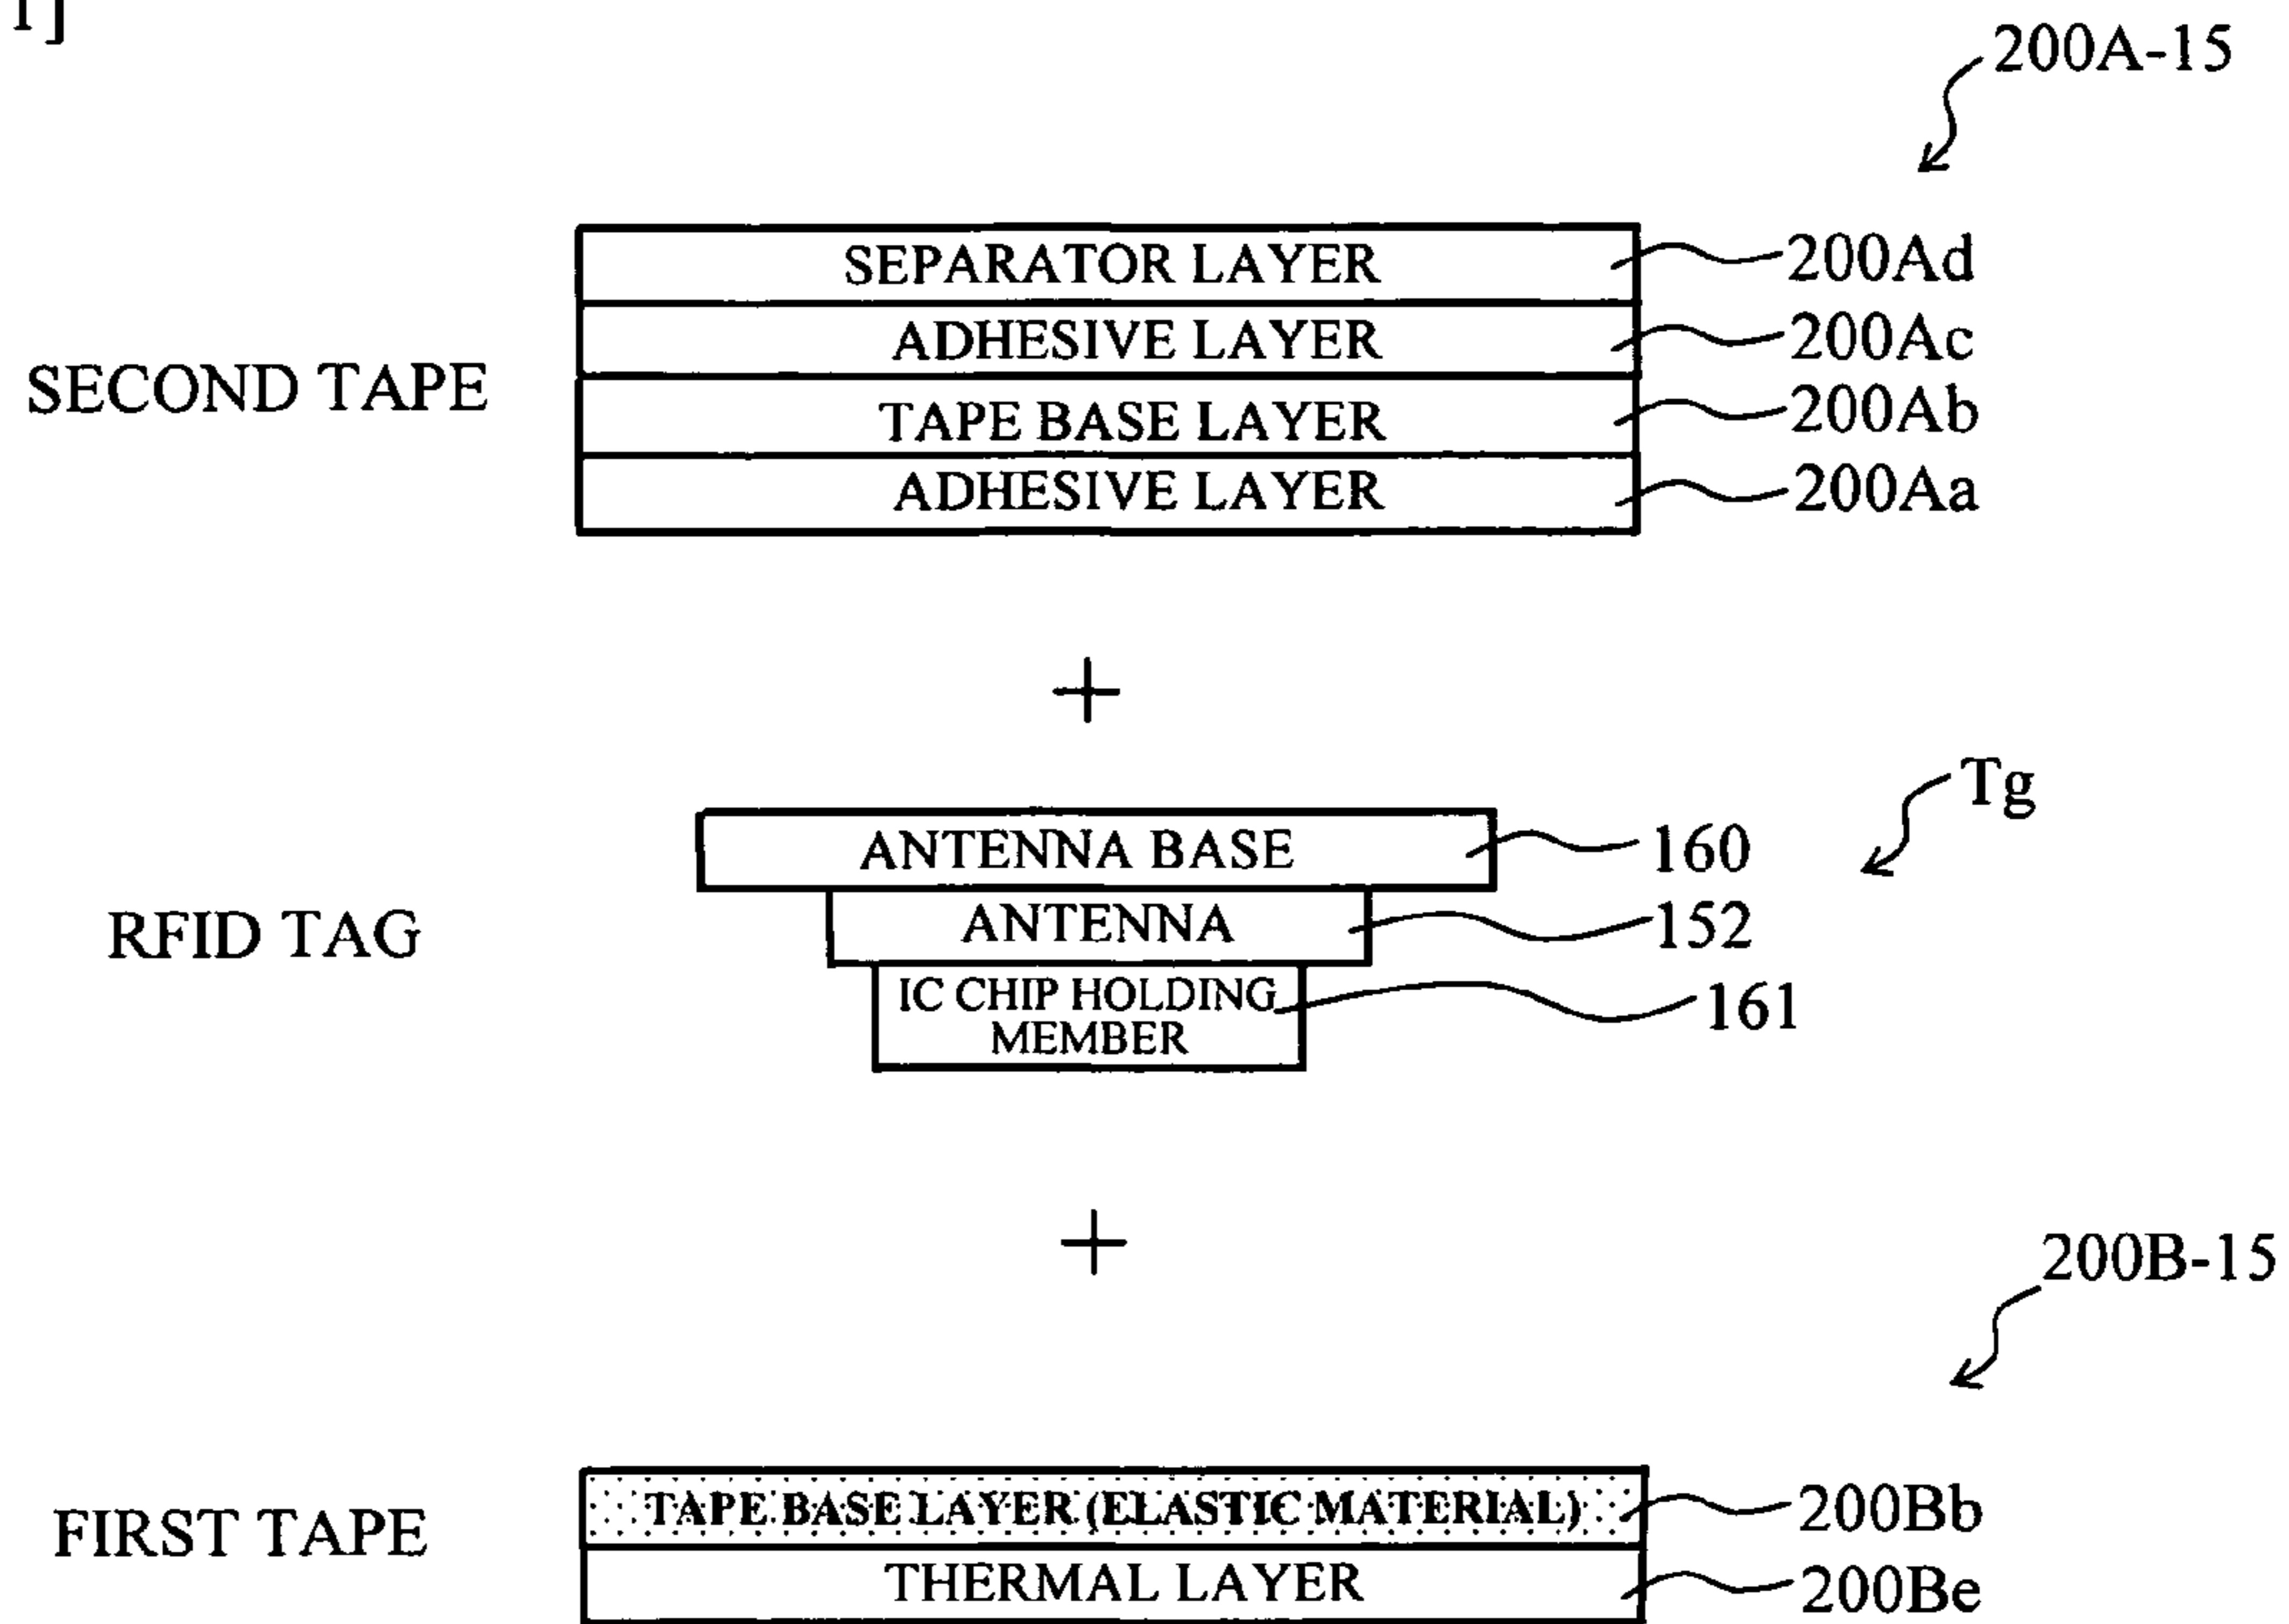 200A-15
SEPARATOR LAYER 200Ad
ADHESIVE LAYER 200Ac
SECOND TAPE
TAPE BASE LAYER 200Ab
ADHESIVE LAYER 200Aa
+
Tg
ANTENNA BASE 160
RFID TAG
ANTENNA 152
IC CHIP HOLDING 161
MEMBER
+
200B-15
TAPE BASE LAYER (ELASTIC MATERIAL) 200Bb
FIRST TAPE
THERMAL LAYER 200Be